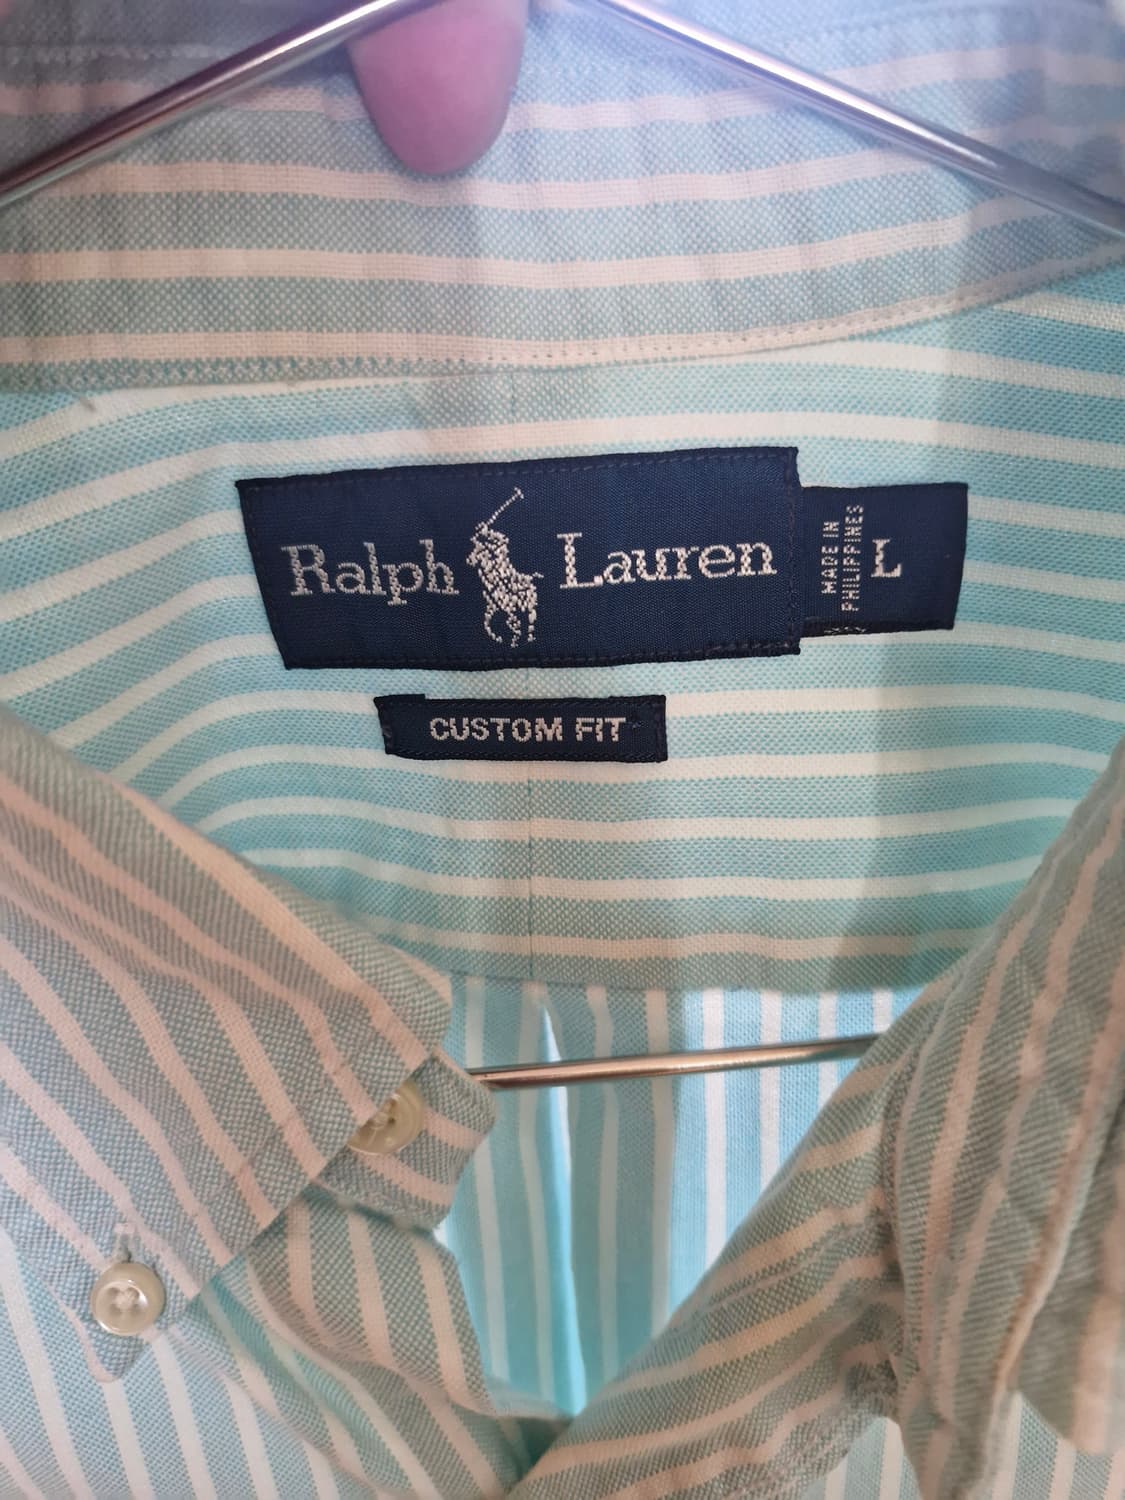 Ralph Lauren
MADE IN
PHILIPPINES
L
CUSTOM FIT